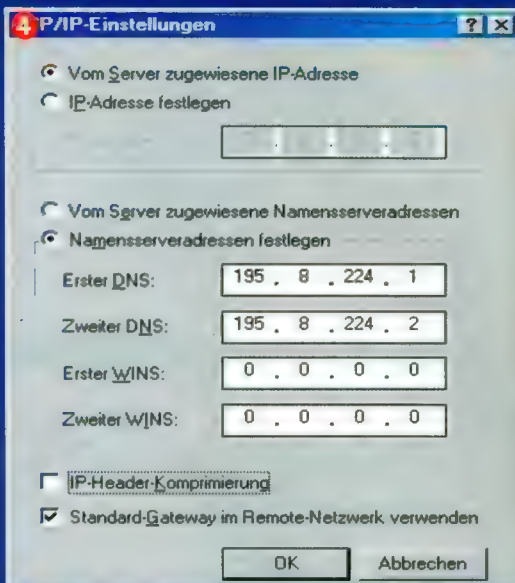 4
TCP/IP-Einstellungen
Vom Server zugewiesene IP-Adresse
IP-Adresse festlegen
Vom Server zugewiesene Namensserveradressen
Namensserveradressen festlegen
Erster DNS: 195 . 8 . 224 . 1
Zweiter DNS: 195 . 8 . 224 . 2
Erster WINS: 0 . 0 . 0 . 0
Zweiter WINS: 0 . 0 . 0 . 0
IP-Header-Komprimierung
Standard-Gateway im Remote-Netzwerk verwenden
OK Abbrechen